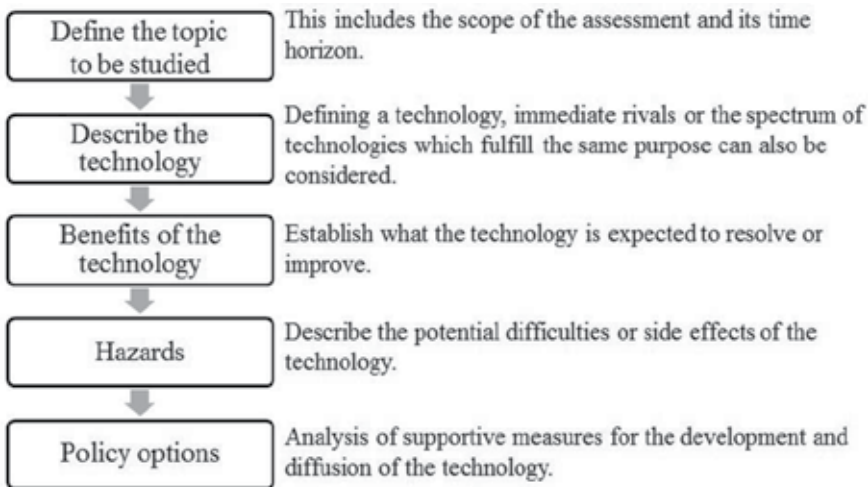 Define the topic
to be studied
This includes the scope of the assessment and its time
horizon.
Describe the
technology
Defining a technology, immediate rivals or the spectrum of
technologies which fulfill the same purpose can also be
considered.
Benefits of the
technology
Establish what the technology is expected to resolve or
improve.
Hazards
Describe the potential difficulties or side effects of the
technology.
Policy options
Analysis of supportive measures for the development and
diffusion of the technology.